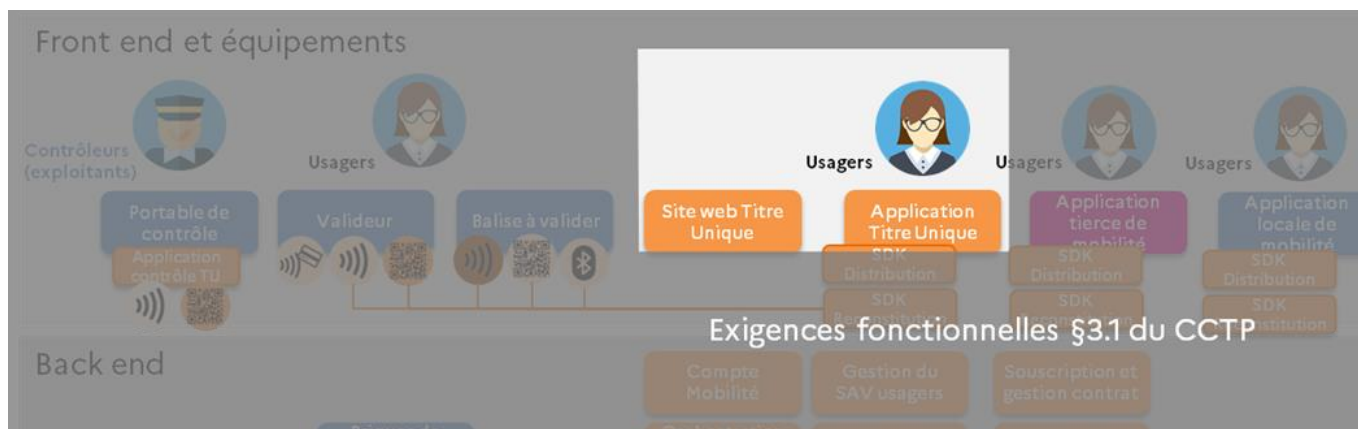 Front end et équipements
Contrôleurs
(exploitants)
Usagers
Usagers
Usagers
Usagers
Portable de
contrôle
Application
contrôle TU
Valideur
Balise à valider
Site web Titre
Unique
Application
Titre Unique
SDK
Distribution
SDK
Application
tierce de
mobilité
SDK
Distribution
SDK
Application
locale de
mobilité
SDK
Distribution
SDK
Exigences fonctionnelles §3.1 du CCTP
Back end
Compte
Mobilité
Gestion du
SAV usagers
Souscription et
gestion contrat